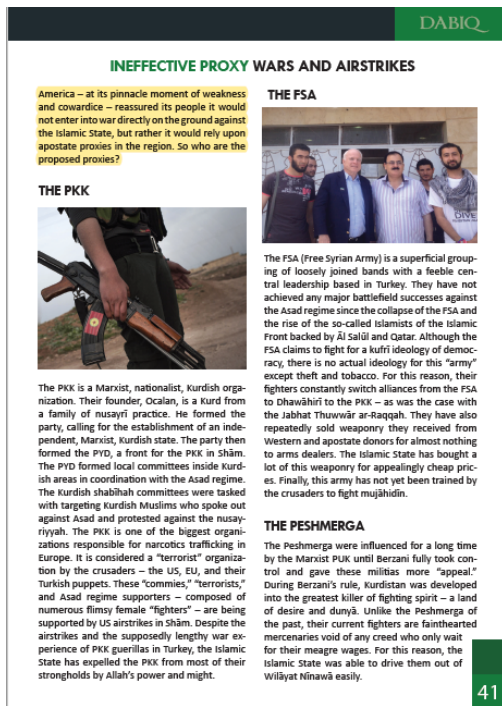 DABIQ
INEFFECTIVE PROXY WARS AND AIRSTRIKES
America – at its pinnacle moment of weakness
and cowardice – reassured its people it would
not enter into war directly on the ground against
the Islamic State, but rather it would rely upon
apostate proxies in the region. So who are the
proposed proxies?
THE PKK
The PKK is a Marxist, nationalist, Kurdish orga-
nization. Their founder, Ocalan, is a Kurd from
a family of nusayrī practice. He formed the
party, calling for the establishment of an inde-
pendent, Marxist, Kurdish state. The party then
formed the PYD, a front for the PKK in Shām.
The PYD formed local committees inside Kurd-
ish areas in coordination with the Asad regime.
The Kurdish shabīhah committees were tasked
with targeting Kurdish Muslims who spoke out
against Asad and protested against the nusay-
riyyah. The PKK is one of the biggest organi-
zations responsible for narcotics trafficking in
Europe. It is considered a “terrorist” organiza-
tion by the crusaders – the US, EU, and their
Turkish puppets. These “commies,” “terrorists,”
and Asad regime supporters – composed of
numerous flimsy female “fighters” – are being
supported by US airstrikes in Shām. Despite the
airstrikes and the supposedly lengthy war ex-
perience of PKK guerillas in Turkey, the Islamic
State has expelled the PKK from most of their
strongholds by Allah’s power and might.
THE FSA
The FSA (Free Syrian Army) is a superficial group-
ing of loosely joined bands with a feeble cen-
tral leadership based in Turkey. They have not
achieved any major battlefield successes against
the Asad regime since the collapse of the FSA and
the rise of the so-called Islamists of the Islamic
Front backed by Āl Salūl and Qatar. Although the
FSA claims to fight for a kufrī ideology of democ-
racy, there is no actual ideology for this “army”
except theft and tobacco. For this reason, their
fighters constantly switch alliances from the FSA
to Dhawāhirī to the PKK – as was the case with
the Jabhat Thuwwār ar-Raqqah. They have also
repeatedly sold weaponry they received from
Western and apostate donors for almost nothing
to arms dealers. The Islamic State has bought a
lot of this weaponry for appealingly cheap pric-
es. Finally, this army has not yet been trained by
the crusaders to fight mujāhidīn.
THE PESHMERGA
The Peshmerga were influenced for a long time
by the Marxist PUK until Berzani fully took con-
trol and gave these militias more “appeal.”
During Berzani’s rule, Kurdistan was developed
into the greatest killer of fighting spirit – a land
of desire and dunyā. Unlike the Peshmerga of
the past, their current fighters are fainthearted
mercenaries void of any creed who only wait
for their meagre wages. For this reason, the
Islamic State was able to drive them out of
Wilāyat Nīnawā easily.
41